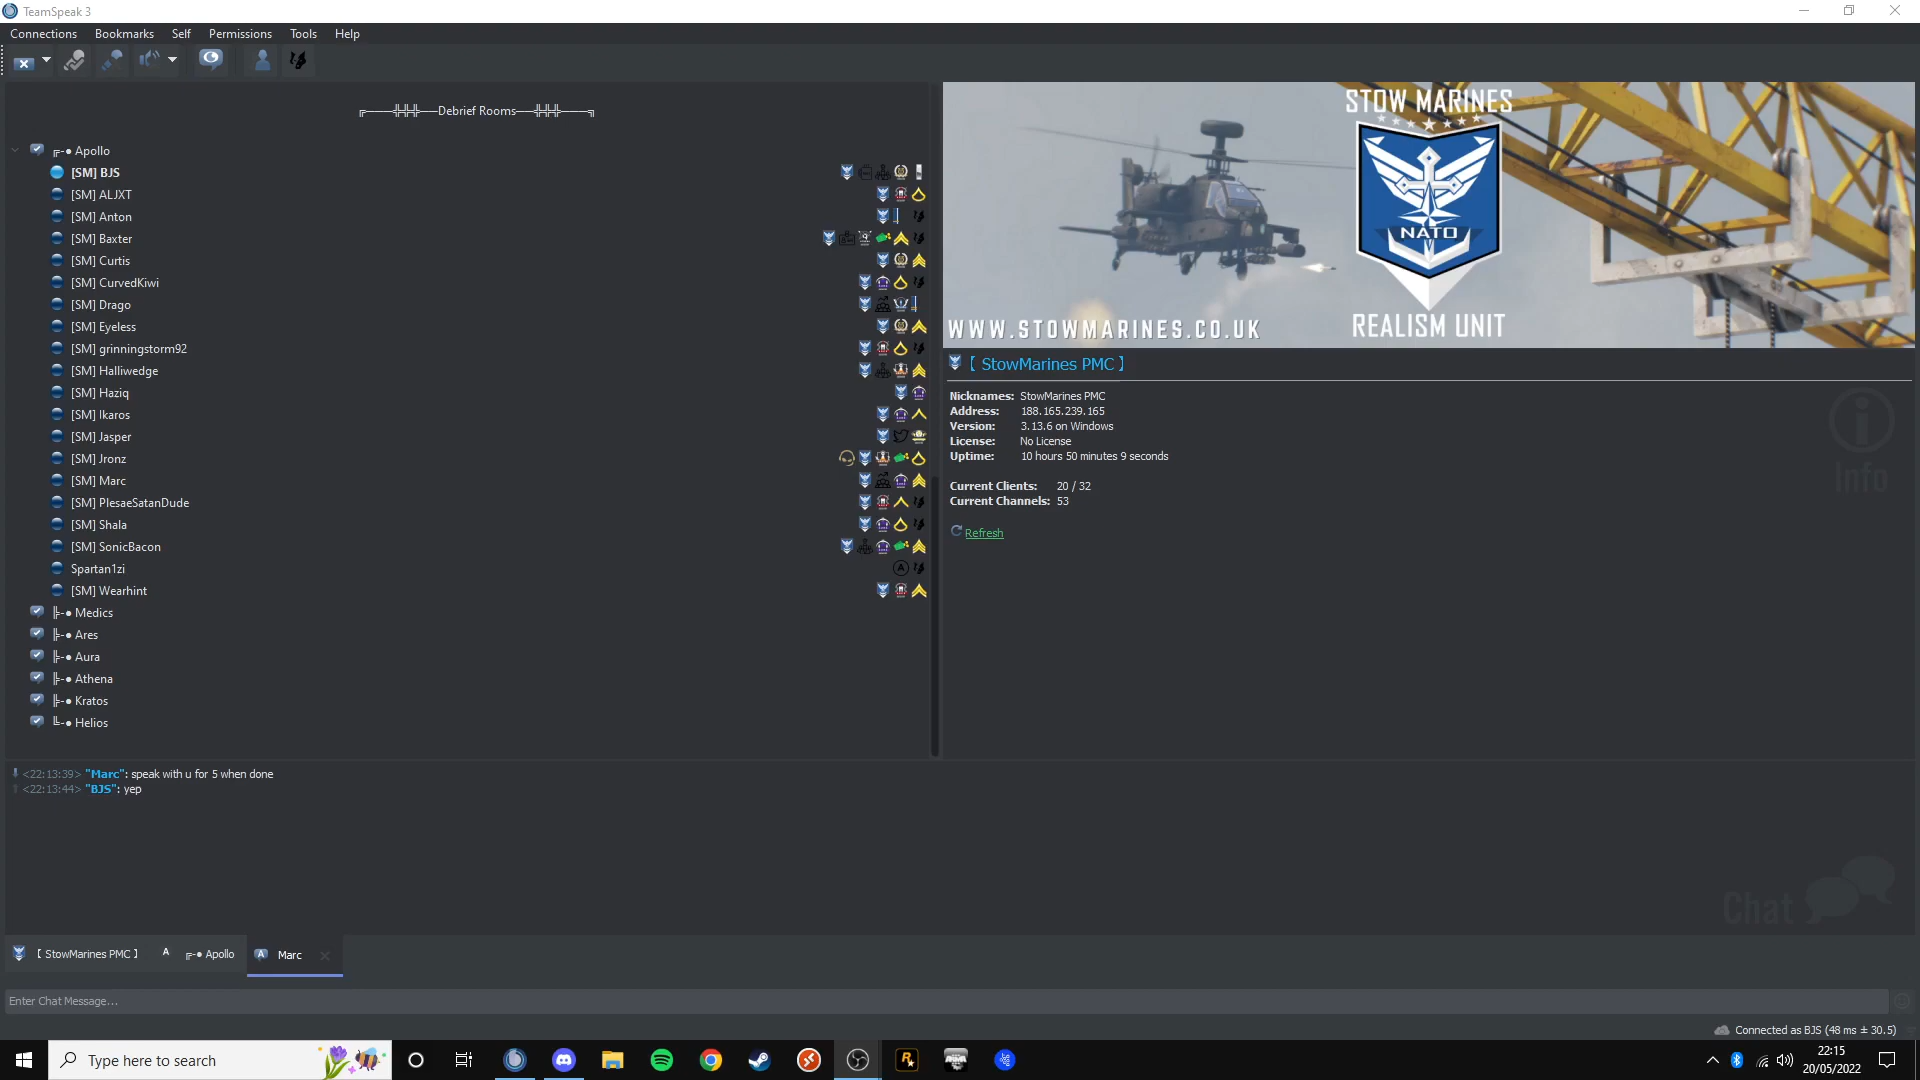 TeamSpeak 3
Connections Bookmarks Self Permissions Tools Help
╔───╬╬╬──Debrief Rooms──╬╬╬───╗
╔-● Apollo
[SM] BJS
[SM] ALJXT
[SM] Anton
[SM] Baxter
[SM] Curtis
[SM] CurvedKiwi
[SM] Drago
[SM] Eyeless
[SM] grinningstorm92
[SM] Halliwedge
[SM] Haziq
[SM] Ikaros
[SM] Jasper
[SM] Jronz
[SM] Marc
[SM] PlesaeSatanDude
[SM] Shala
[SM] SonicBacon
Spartan1zi
A
[SM] Wearhint
╠-● Medics
╠-● Ares
╠-● Aura
╠-● Athena
╠-● Kratos
╚-● Helios
STOW MARINES
NATO
REALISM UNIT
WWW.STOWMARINES.CO.UK
【 StowMarines PMC 】
Nicknames: StowMarines PMC
Address: 188.165.239.165
Version: 3.13.6 on Windows
License: No License
Uptime: 10 hours 50 minutes 9 seconds
Current Clients: 20 / 32
Current Channels: 53
Refresh
Info
<22:13:39> "Marc": speak with u for 5 when done
<22:13:44> "BJS": yep
Chat
【 StowMarines PMC 】 A ╔-● Apollo A Marc
Enter Chat Message...
Connected as BJS (48 ms ± 30.5)
Type here to search
22:15
20/05/2022